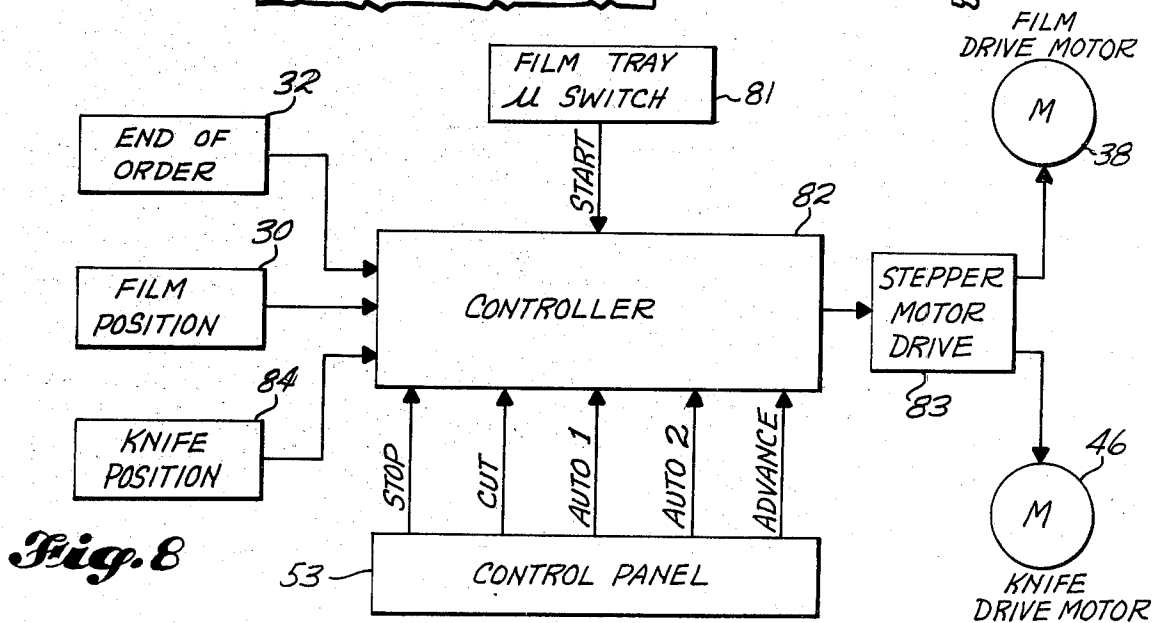 FILM
DRIVE MOTOR
M
38
FILM TRAY
μ SWITCH
81
START
32
END OF
ORDER
30
FILM
POSITION
84
KNIFE
POSITION
82
CONTROLLER
STEPPER
MOTOR
DRIVE
83
STOP
CUT
AUTO 1
AUTO 2
ADVANCE
53
CONTROL PANEL
46
M
KNIFE
DRIVE MOTOR
Fig. 8